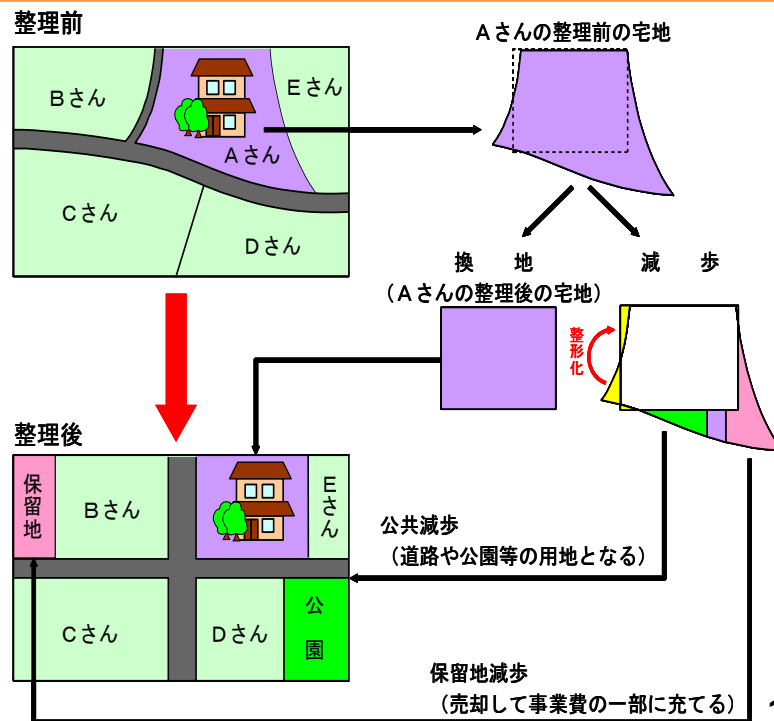 整理前
Aさんの整理前の宅地
Bさん
Eさん
Aさん
Cさん
Dさん
換 地
(Aさんの整理後の宅地)
減 歩
整形化
整理後
保留地
Bさん
Eさん
Cさん
Dさん
公園
公共減歩
(道路や公園等の用地となる)
保留地減歩
(売却して事業費の一部に充てる)